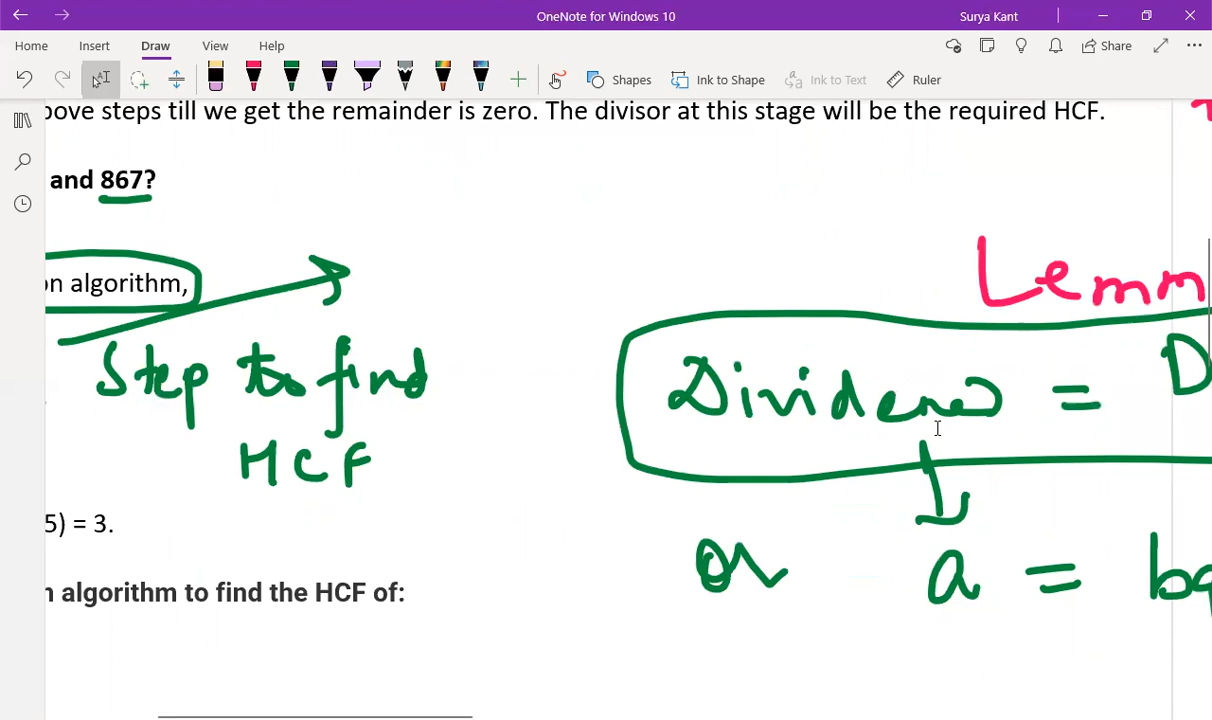 OneNote for Windows 10
Surya Kant
Home Insert Draw View Help
Share
Shapes Ink to Shape Ink to Text Ruler
bove steps till we get the remainder is zero. The divisor at this stage will be the required HCF.
and 867?
on algorithm,
Lemm
Step to find
HCF
Dividend = D
or a = bq
5) = 3.
n algorithm to find the HCF of: